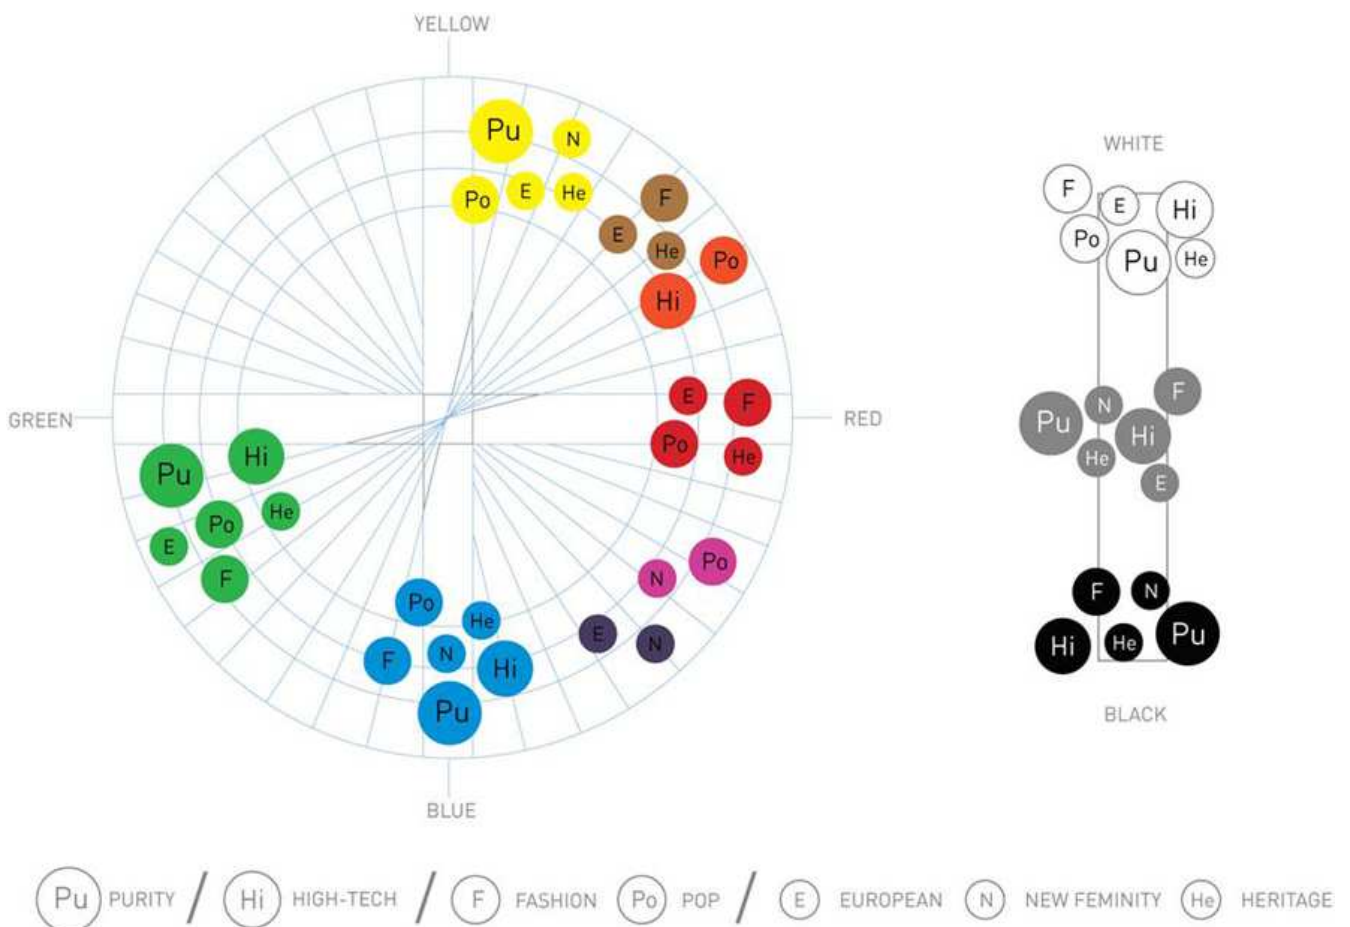 YELLOW
Pu N
Po E He
F
E He Po
Hi
WHITE
F E Hi
Po Pu He
GREEN
RED
E F
Po He
Pu Hi
Po He
E F
Pu N Hi F
He E
N Po
E N
Po He
F N Hi
Pu
F N
Hi He Pu
BLUE
BLACK
Pu PURITY / Hi HIGH-TECH / F FASHION Po POP / E EUROPEAN N NEW FEMINITY He HERITAGE